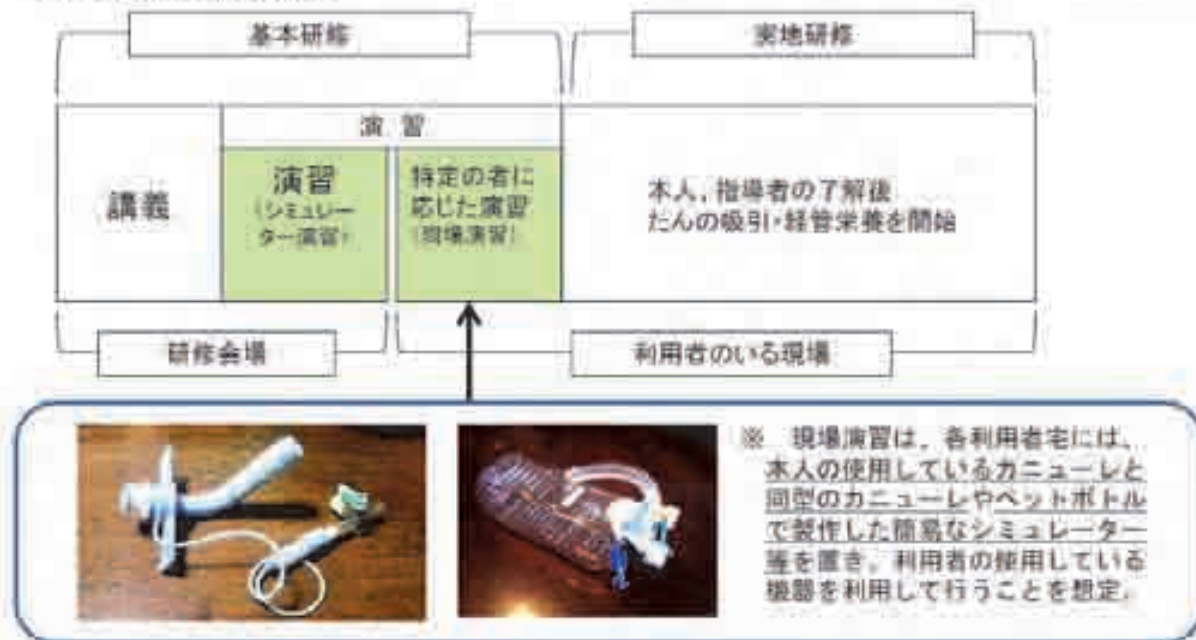 基本研修
実地研修
講義
演習
演習
(シミュレー
ター演習)
特定の者に
応じた演習
(現場演習)
本人、指導者の了解後
たんの吸引・経管栄養を開始
研修会場
利用者のいる現場
※ 現場演習は、各利用者宅には、
本人の使用しているカニューレと
同型のカニューレやペットボトル
で製作した簡易なシミュレーター
等を置き、利用者の使用している
機器を利用して行うことを想定。